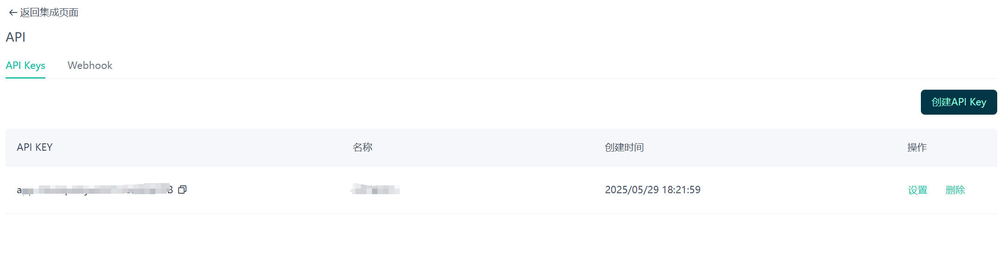 返回集成页面
API
API Keys Webhook
创建API Key
API KEY 名称 创建时间 操作
2025/05/29 18:21:59 设置 删除